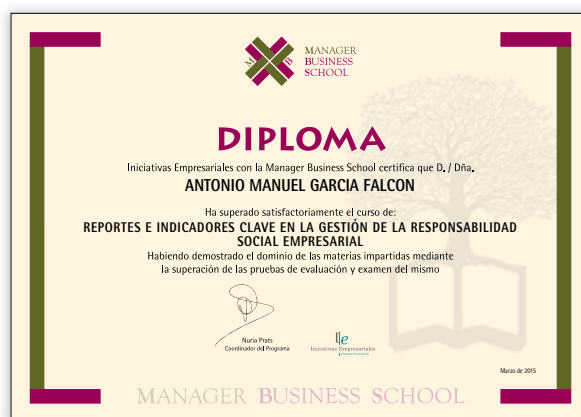 M B
MANAGER
BUSINESS
SCHOOL
DIPLOMA
Iniciativas Empresariales con la Manager Business School certifica que D. / Dña.
ANTONIO MANUEL GARCIA FALCON
Ha superado satisfactoriamente el curso de:
REPORTES E INDICADORES CLAVE EN LA GESTIÓN DE LA RESPONSABILIDAD
SOCIAL EMPRESARIAL
Habiendo demostrado el dominio de las materias impartidas mediante
la superación de las pruebas de evaluación y examen del mismo
Nuria Prats
Coordinador del Programa
Iniciativas Empresariales
Marzo de 2015
MANAGER BUSINESS SCHOOL